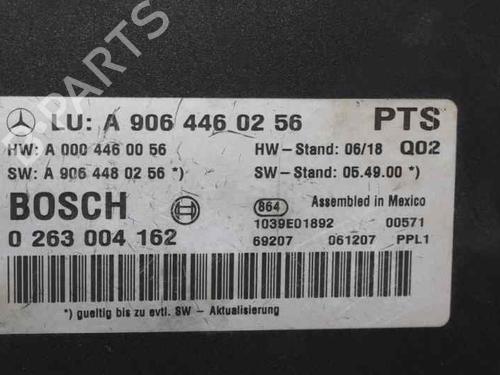 B PARTS
LU: A 906 446 02 56 PTS
HW: A 000 446 00 56 HW-Stand: 06/18 Q02
SW: A 906 448 02 56 *) SW-Stand: 05.49.00 *)
BOSCH 864 Assembled in Mexico
1039E01892 00571
0 263 004 162 69207 061207 PPL1
*) gueltig bis zu evtl. SW - Aktualisierung